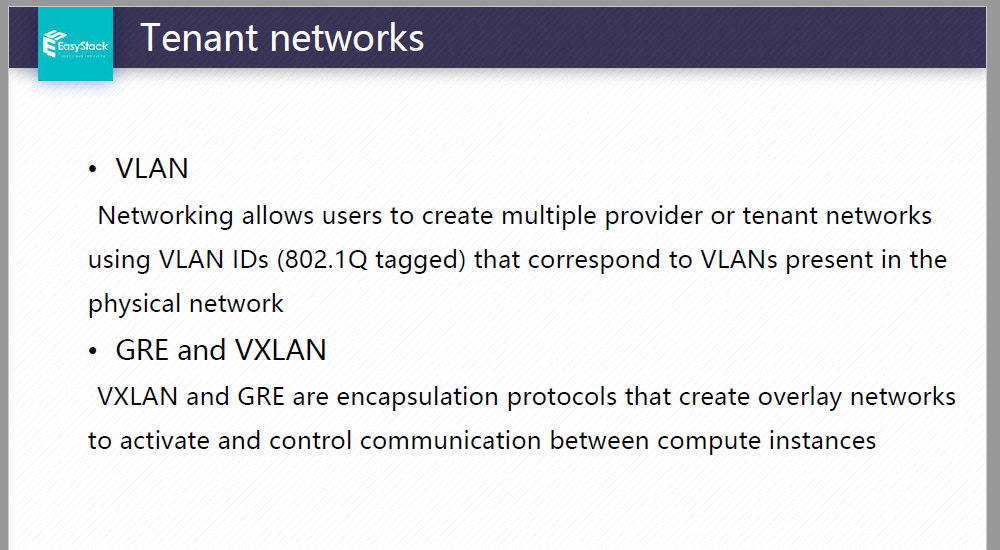 EasyStack
Tenant networks
• VLAN
Networking allows users to create multiple provider or tenant networks
using VLAN IDs (802.1Q tagged) that correspond to VLANs present in the
physical network
• GRE and VXLAN
VXLAN and GRE are encapsulation protocols that create overlay networks
to activate and control communication between compute instances